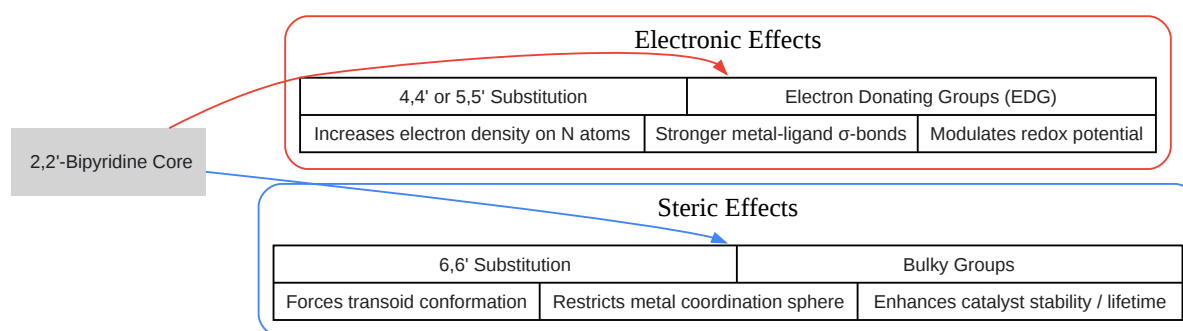 Electronic Effects
4,4' or 5,5' Substitution
Electron Donating Groups (EDG)
Increases electron density on N atoms
Stronger metal-ligand σ-bonds
Modulates redox potential
2,2'-Bipyridine Core
Steric Effects
6,6' Substitution
Bulky Groups
Forces transoid conformation
Restricts metal coordination sphere
Enhances catalyst stability / lifetime